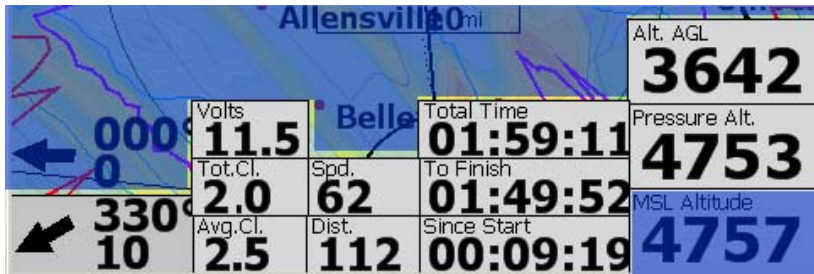 Allensville
10 mi
Belle
000°
0
330°
10
Volts
11.5
Tot.Cl.
2.0
Spd.
62
Avg.Cl.
2.5
Dist.
112
Total Time
01:59:11
To Finish
01:49:52
Since Start
00:09:19
Alt. AGL
3642
Pressure Alt.
4753
MSL Altitude
4757